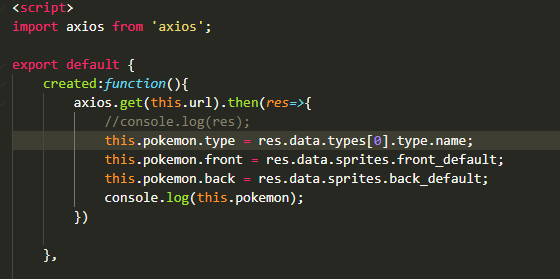 <script>
import axios from 'axios';
export default {
created:function(){
axios.get(this.url).then(res=>{
//console.log(res);
this.pokemon.type = res.data.types[0].type.name;
this.pokemon.front = res.data.sprites.front_default;
this.pokemon.back = res.data.sprites.back_default;
console.log(this.pokemon);
})
},